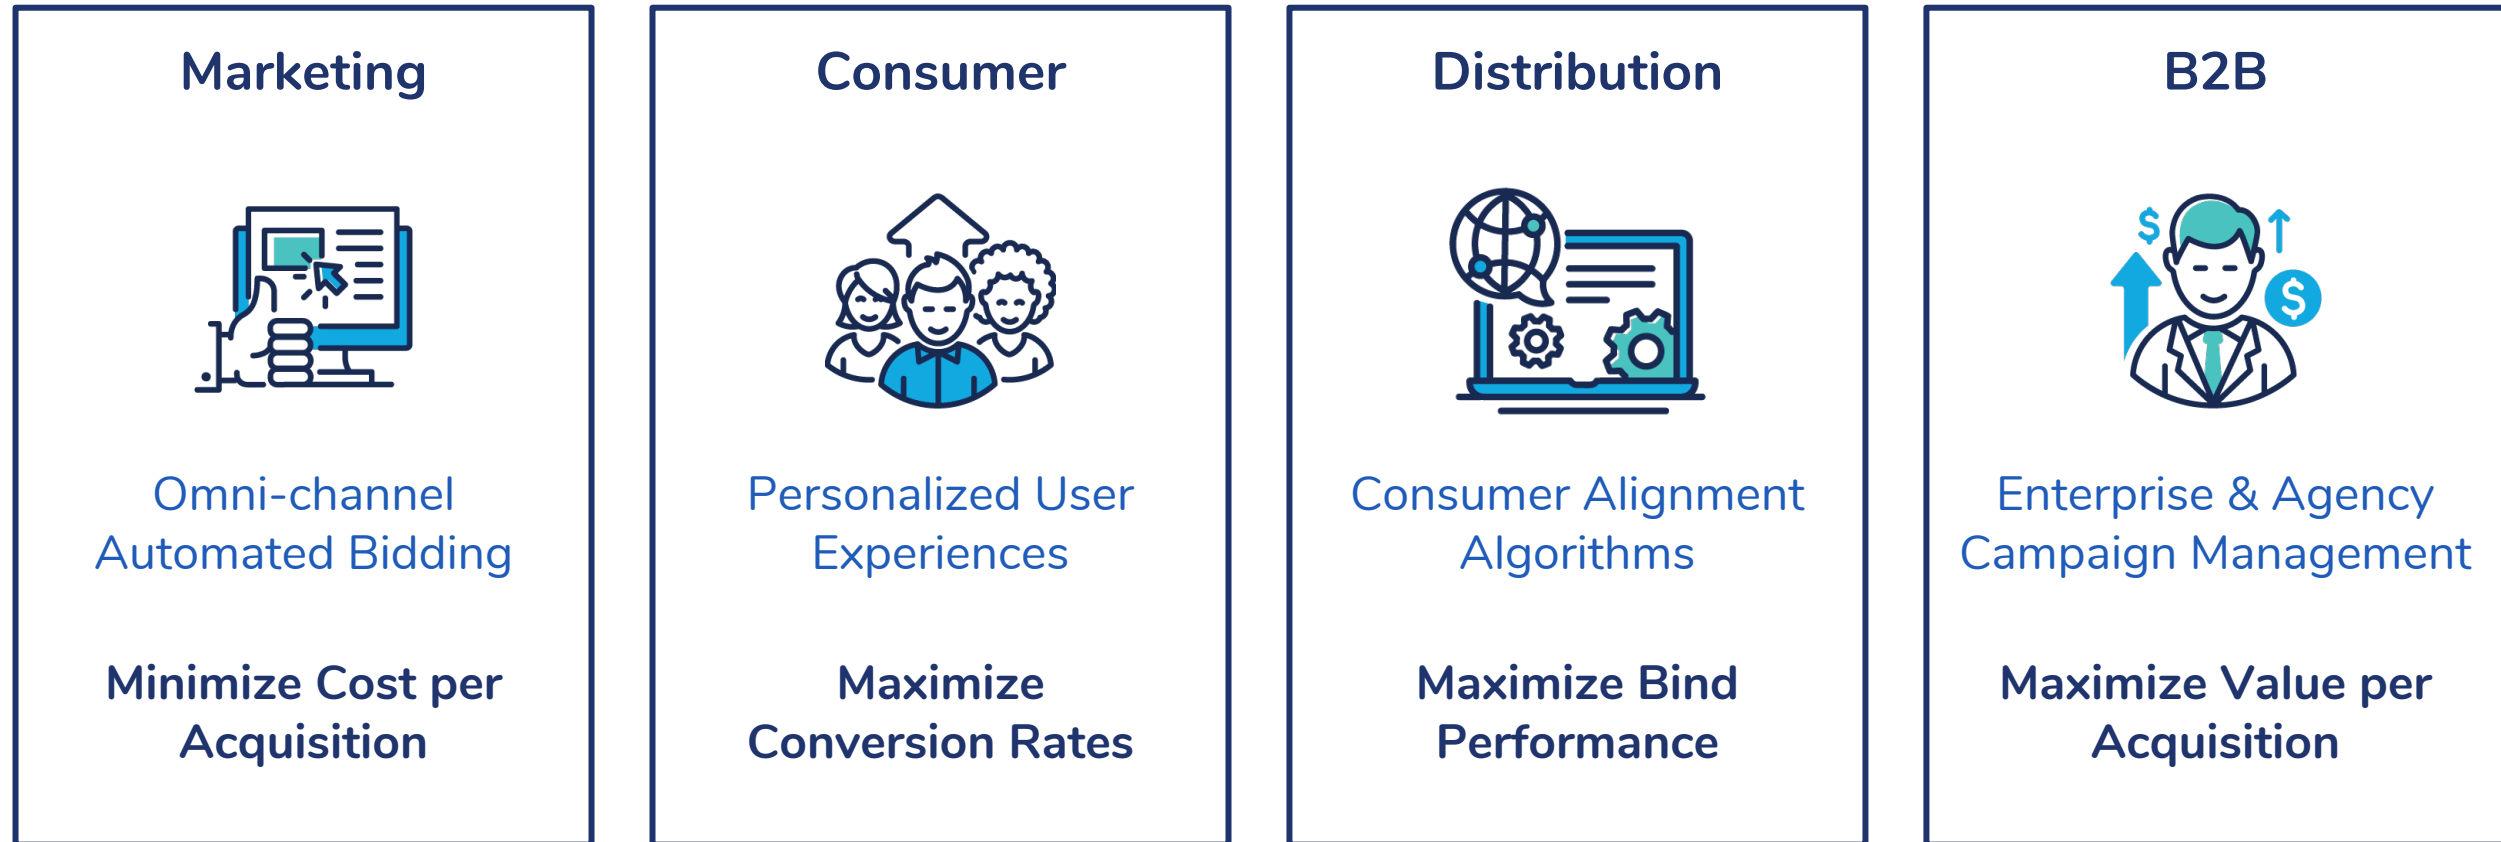 Marketing
Omni-channel
Automated Bidding
Minimize Cost per
Acquisition
Consumer
Personalized User
Experiences
Maximize
Conversion Rates
Distribution
Consumer Alignment
Algorithms
Maximize Bind
Performance
B2B
$
$
Enterprise & Agency
Campaign Management
Maximize Value per
Acquisition